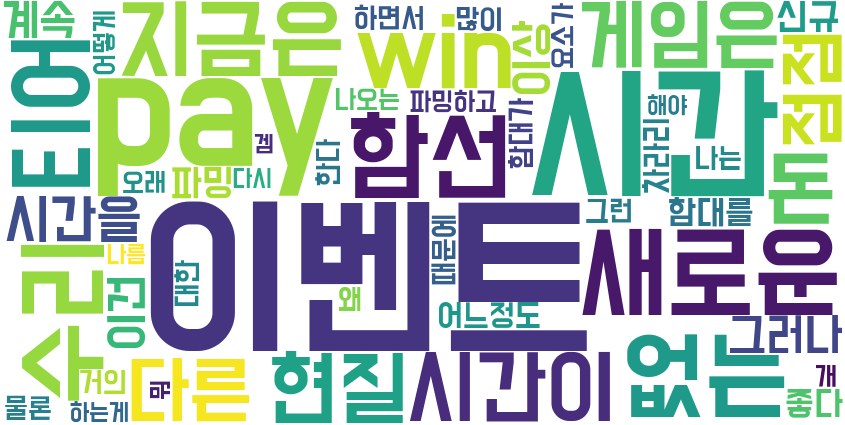 계속
어떻게
지금은
하면서
많이
win
이상
요소가
게임은
신규
티어
pay
겜
나오는
파밍하고
함선
함대가
시간
해야
차라리
나는
점점
오래
파밍
다시
한다
돈
시간을
나름
이건
대한
이벤트
때문에
그런
함대를
새로운
수리
왜
어느정도
그러나
거의
다른
뭐
현질
시간이
없는
개
좋다
물론
하는게